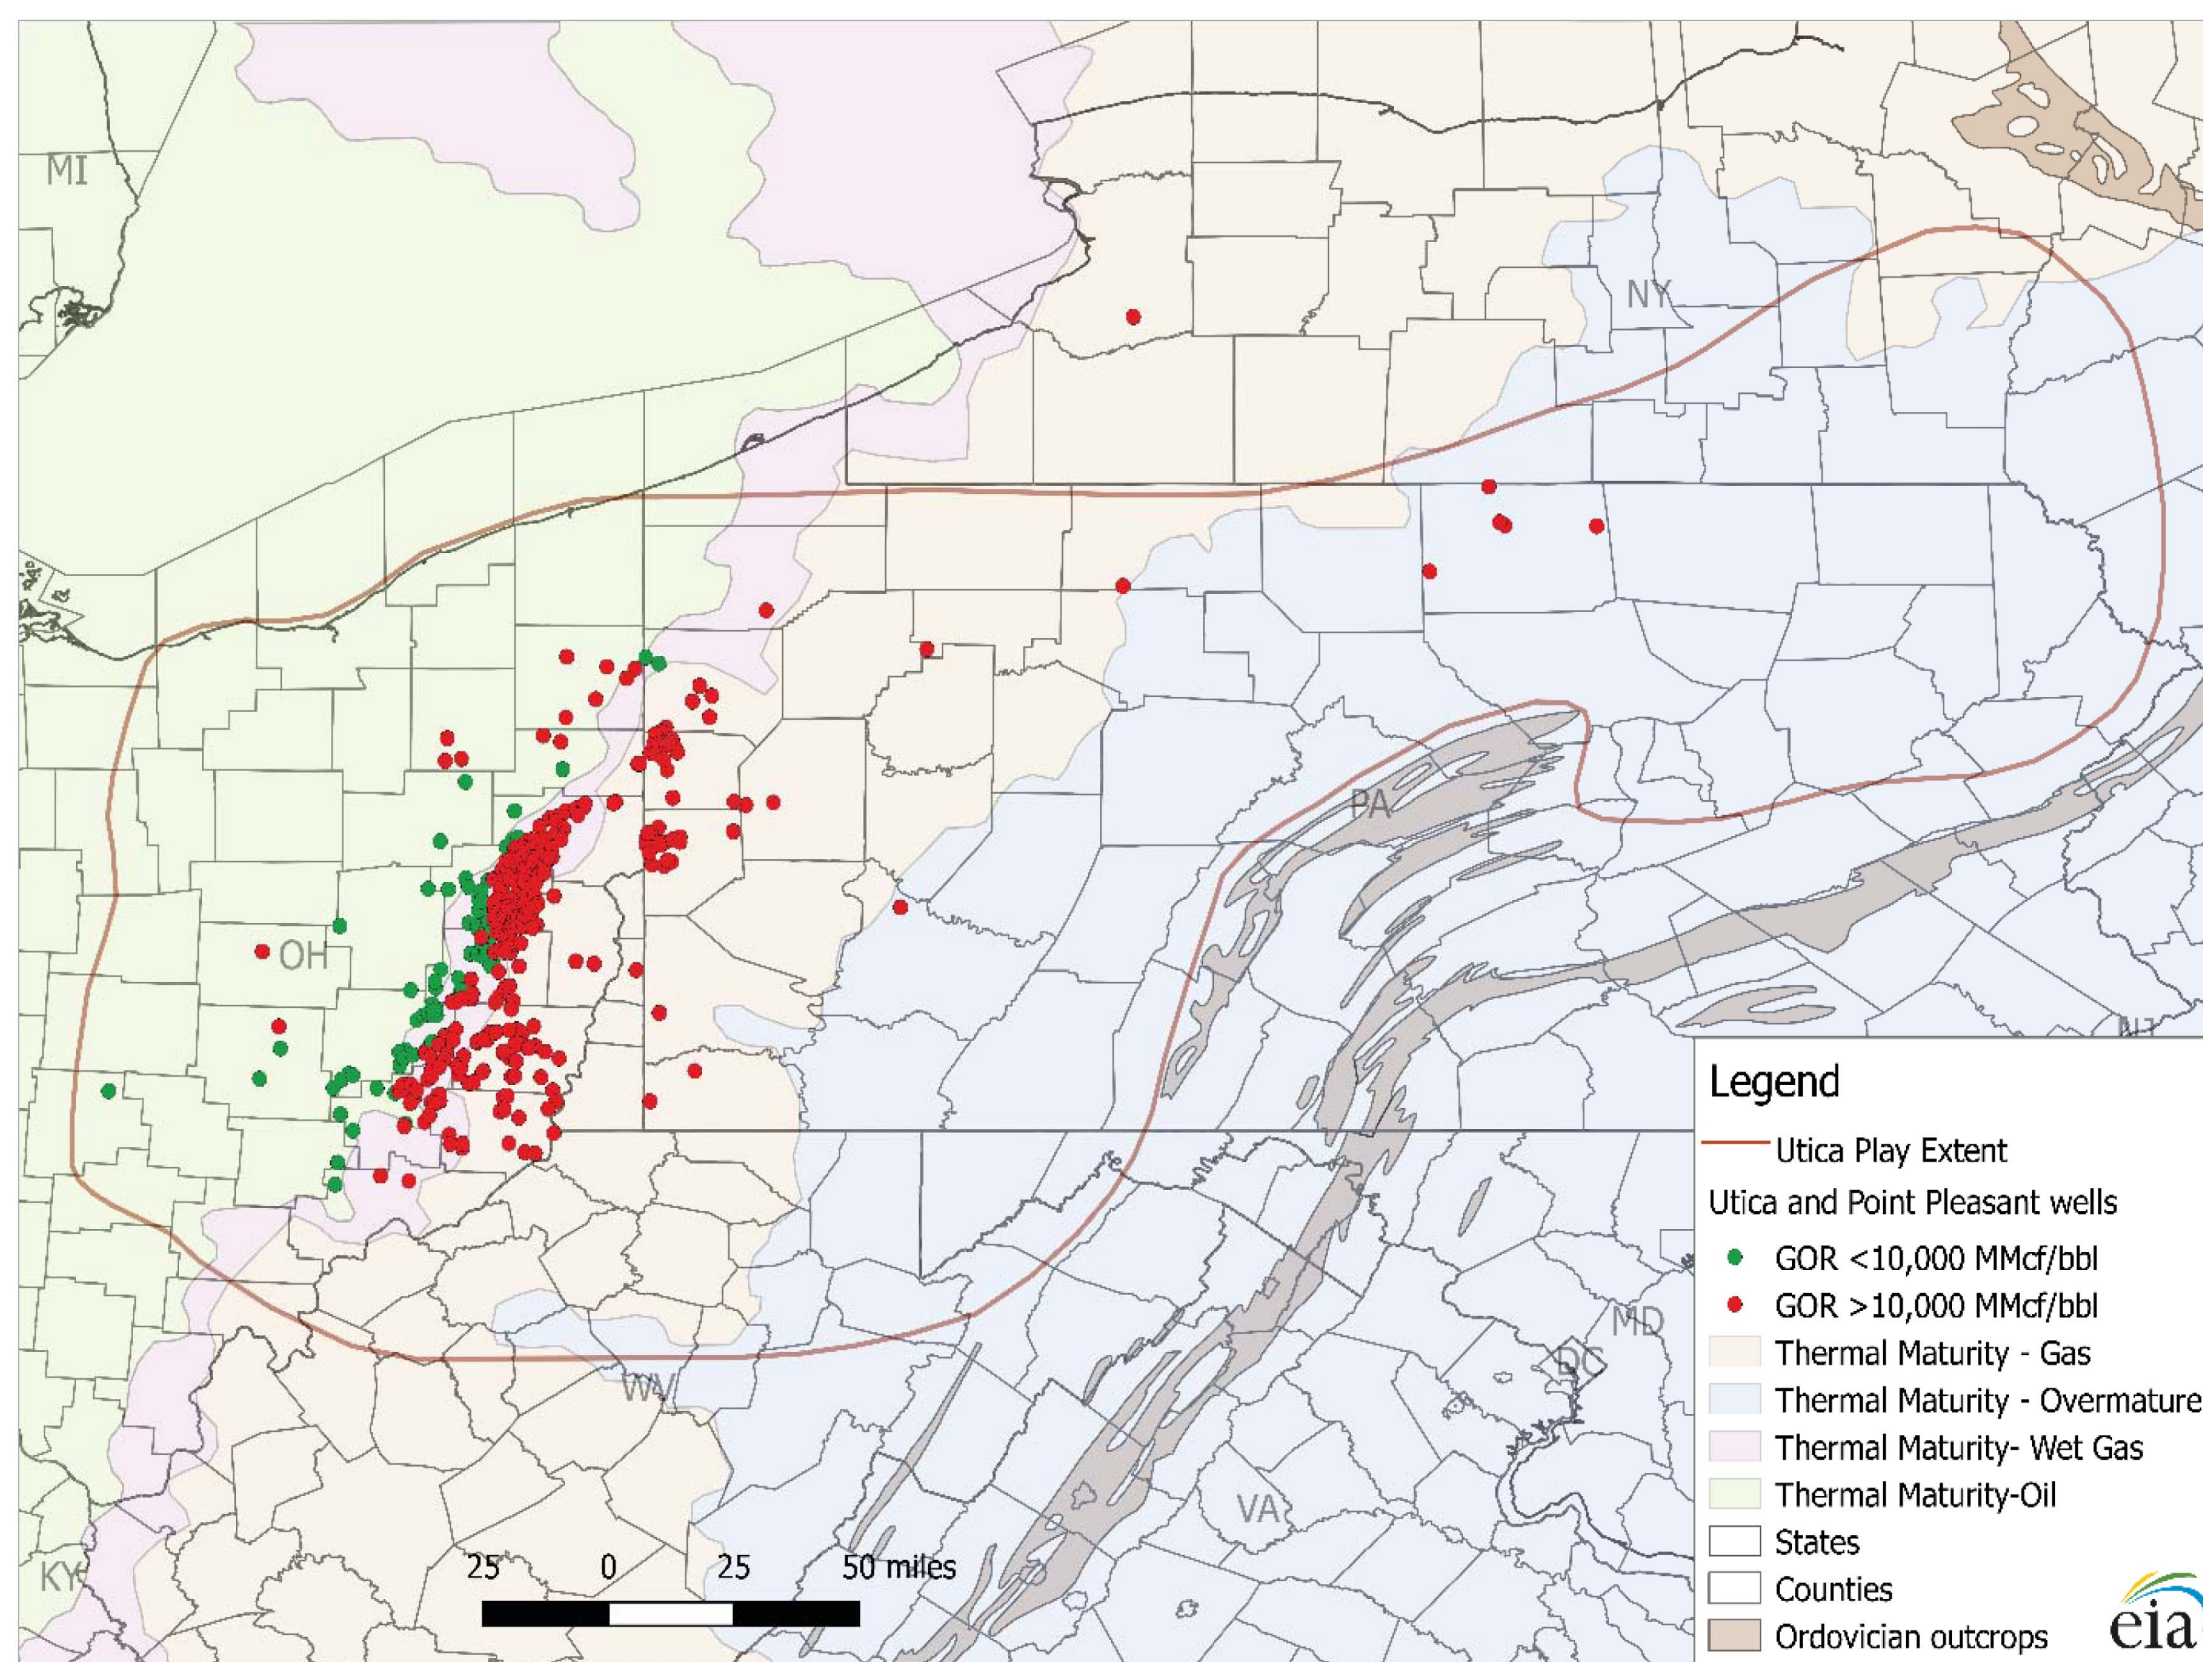 MI
NY
PA
OH
NJ
WV
MD
DC
VA
KY
25 0 25 50 miles
Legend
Utica Play Extent
Utica and Point Pleasant wells
GOR <10,000 MMcf/bbl
GOR >10,000 MMcf/bbl
Thermal Maturity - Gas
Thermal Maturity - Overmature
Thermal Maturity- Wet Gas
Thermal Maturity-Oil
States
Counties
Ordovician outcrops
eia